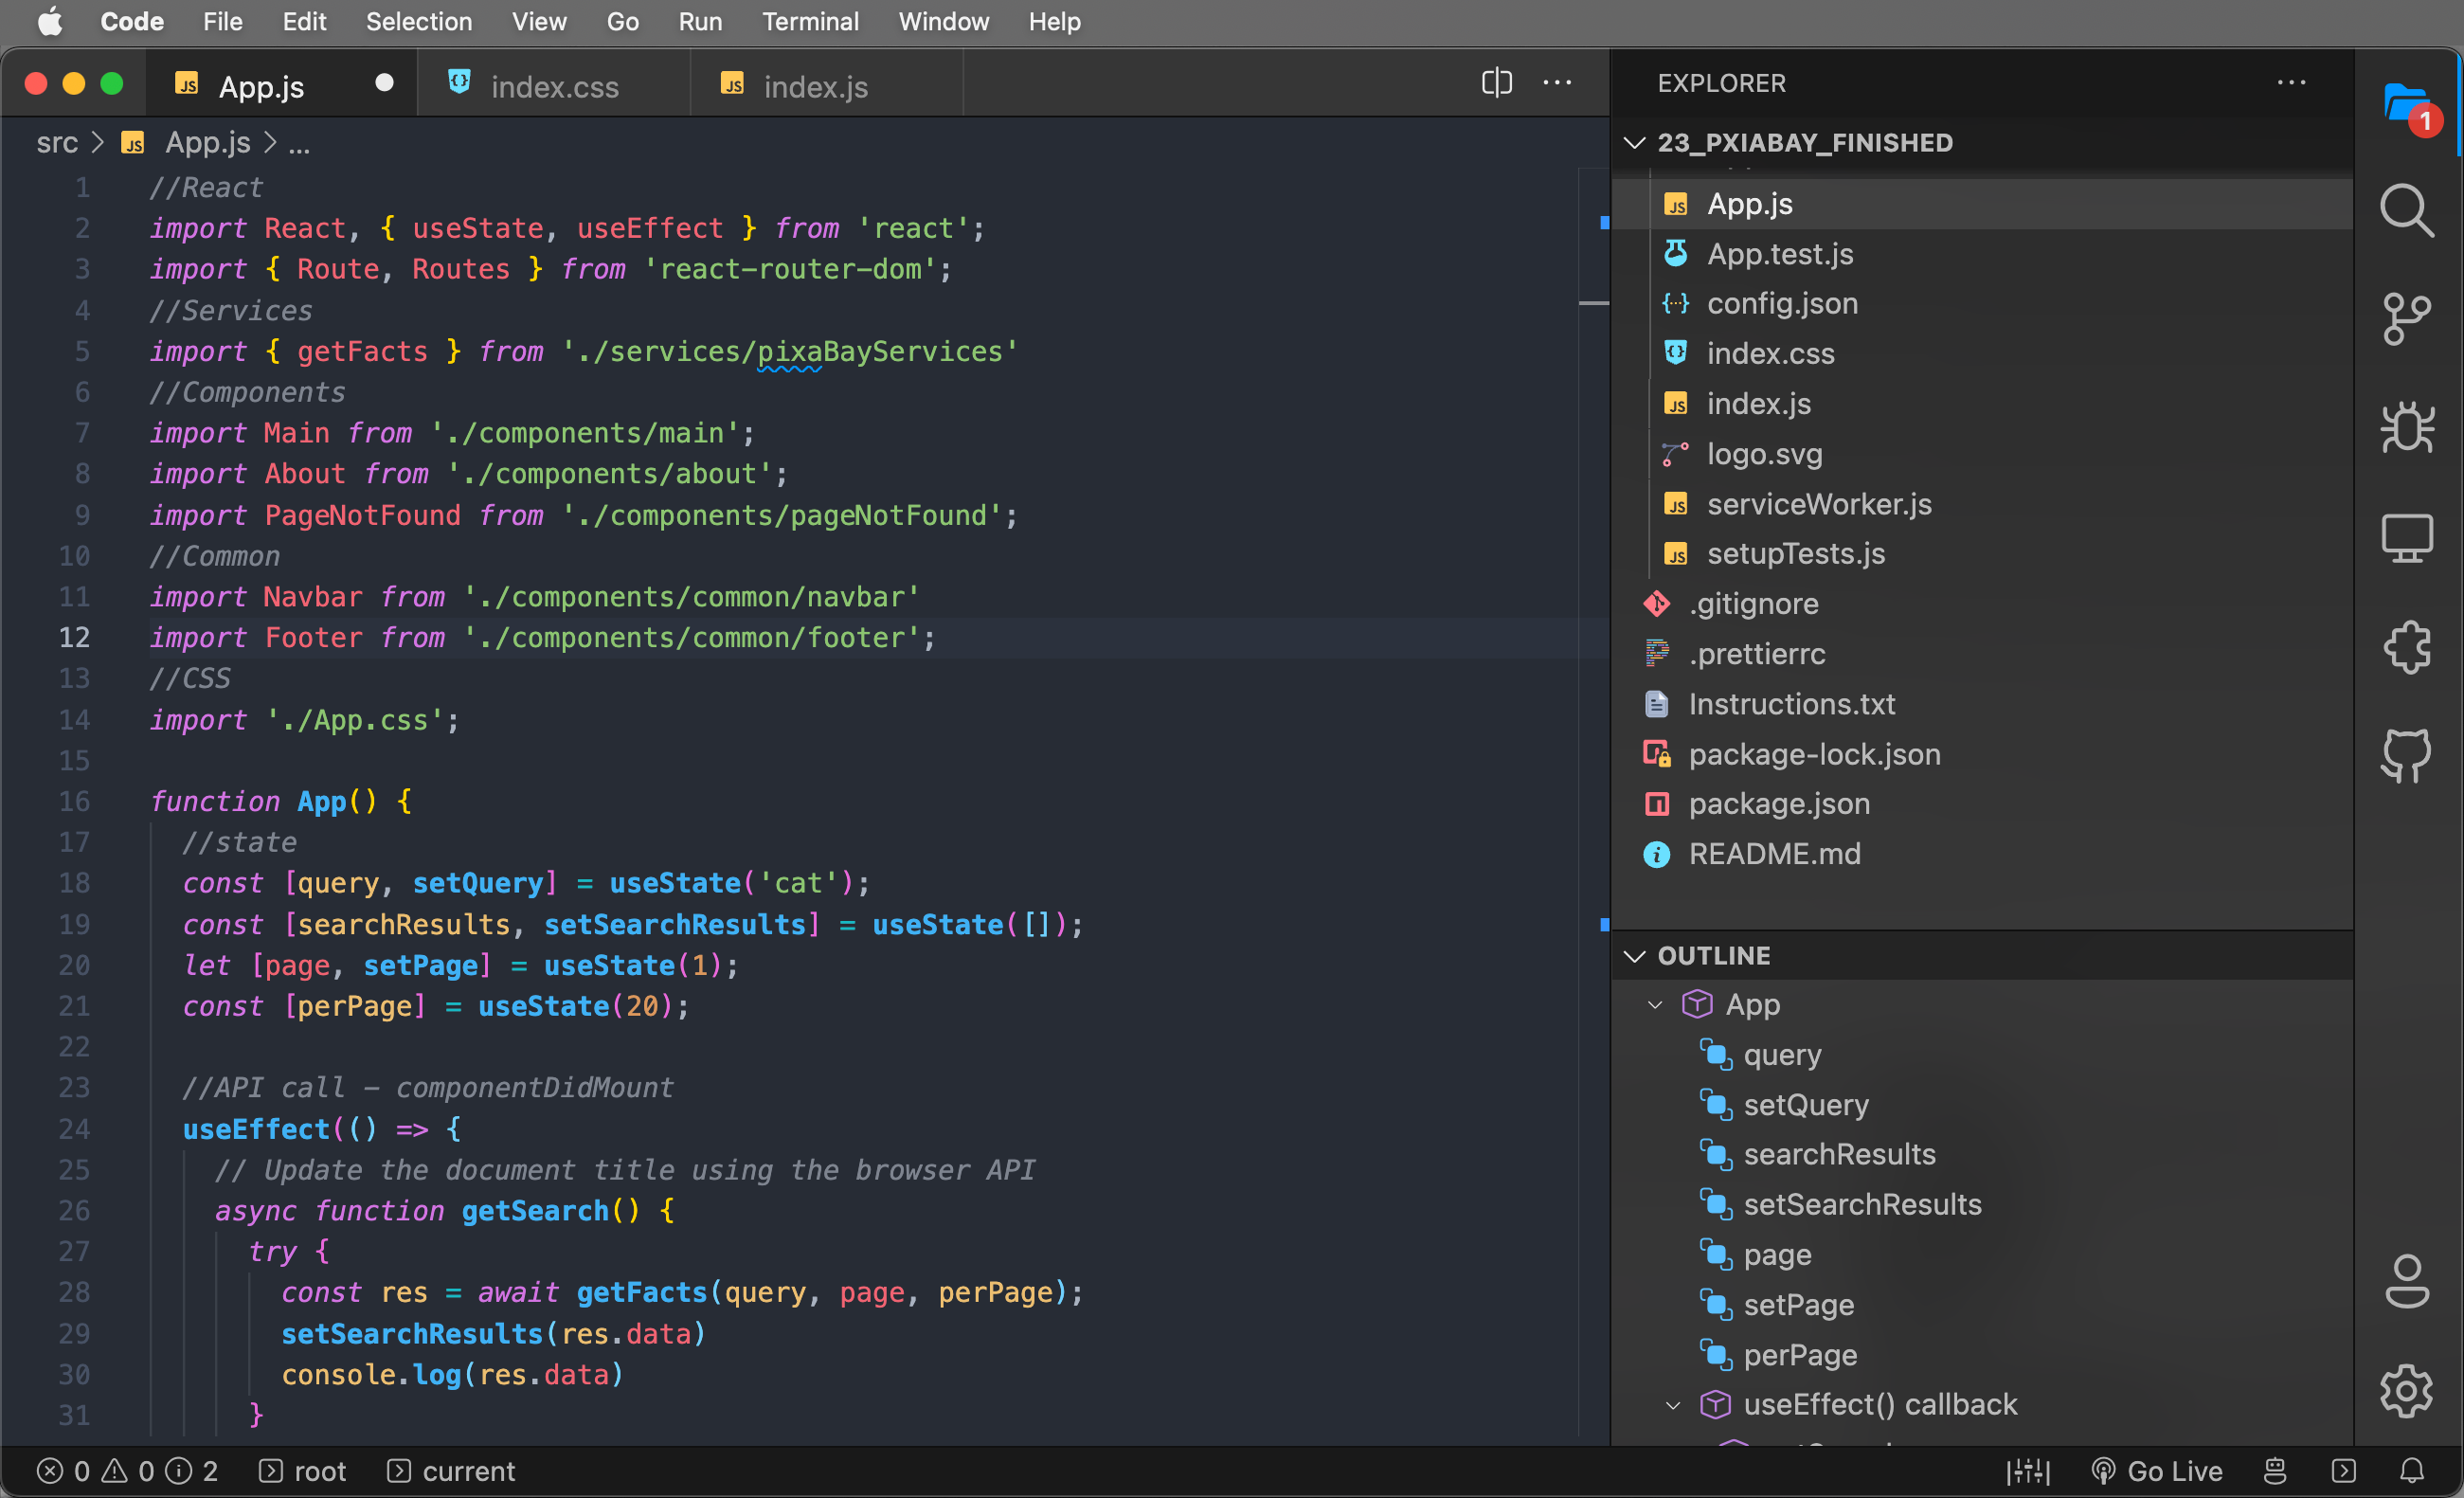 Code File Edit Selection View Go Run Terminal Window Help
App.js index.css index.js
src > App.js > ...
1 //React
2 import React, { useState, useEffect } from 'react';
3 import { Route, Routes } from 'react-router-dom';
4 //Services
5 import { getFacts } from './services/pixaBayServices'
6 //Components
7 import Main from './components/main';
8 import About from './components/about';
9 import PageNotFound from './components/pageNotFound';
10 //Common
11 import Navbar from './components/common/navbar'
12 import Footer from './components/common/footer';
13 //CSS
14 import './App.css';
15
16 function App() {
17 //state
18 const [query, setQuery] = useState('cat');
19 const [searchResults, setSearchResults] = useState([]);
20 let [page, setPage] = useState(1);
21 const [perPage] = useState(20);
22
23 //API call - componentDidMount
24 useEffect(() => {
25 // Update the document title using the browser API
26 async function getSearch() {
27 try {
28 const res = await getFacts(query, page, perPage);
29 setSearchResults(res.data)
30 console.log(res.data)
31 }
EXPLORER
23_PXIABAY_FINISHED
App.js
App.test.js
config.json
index.css
index.js
logo.svg
serviceWorker.js
setupTests.js
.gitignore
.prettierrc
Instructions.txt
package-lock.json
package.json
README.md
OUTLINE
App
query
setQuery
searchResults
setSearchResults
page
setPage
perPage
useEffect() callback
1
0 0 2 root current
Go Live